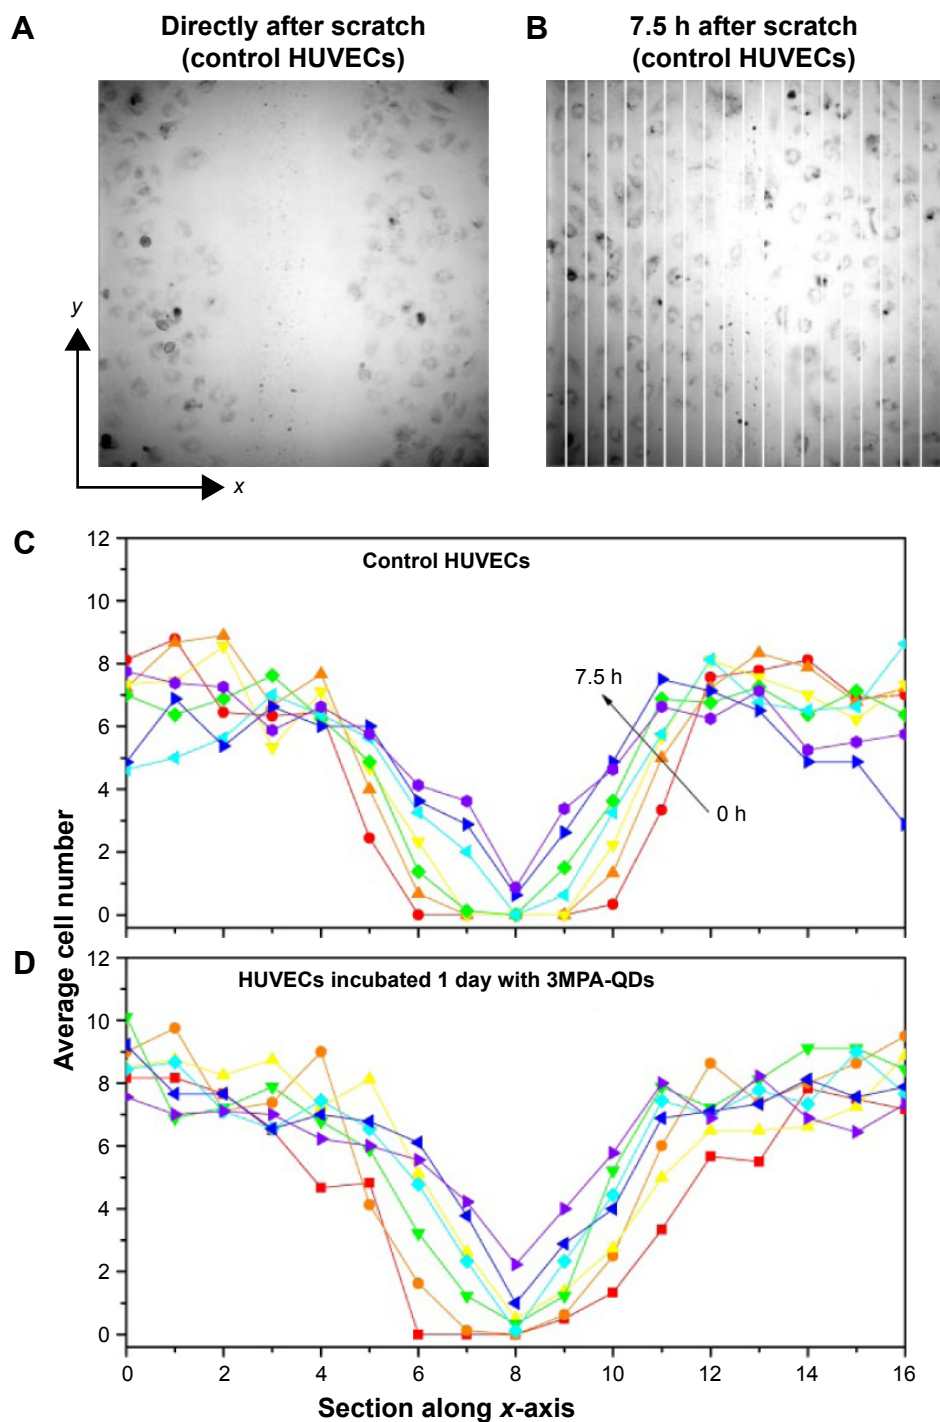 A
Directly after scratch
(control HUVECs)
B
7.5 h after scratch
(control HUVECs)
y
x
C
Control HUVECs
12
10
8
6
4
2
0
7.5 h
0 h
Average cell number
D
HUVECs incubated 1 day with 3MPA-QDs
12
10
8
6
4
2
0
0 2 4 6 8 10 12 14 16
Section along x-axis